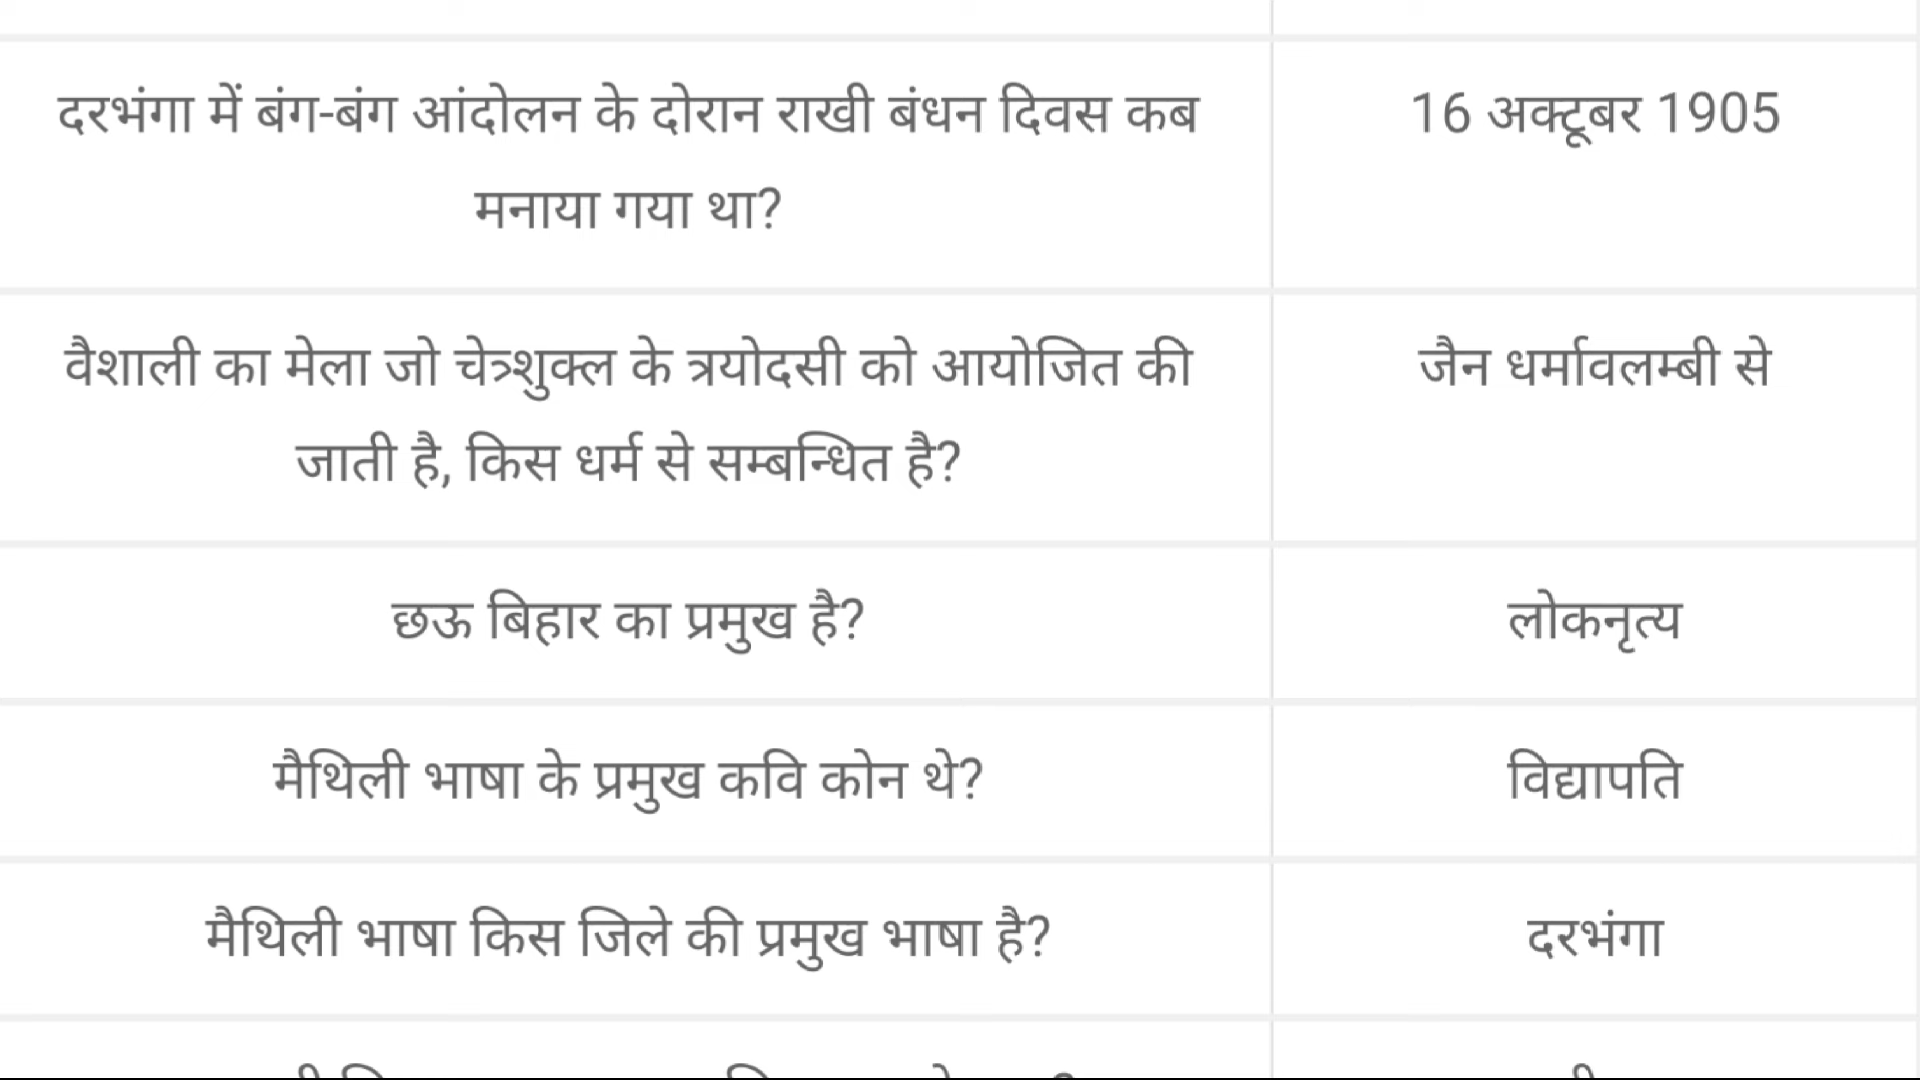 दरभंगा में बंग-बंग आंदोलन के दोरान राखी बंधन दिवस कब
मनाया गया था?
16 अक्टूबर 1905
वैशाली का मेला जो चेत्र्शुक्ल के त्रयोदसी को आयोजित की
जाती है, किस धर्म से सम्बन्धित है?
जैन धर्मावलम्बी से
छऊ बिहार का प्रमुख है?
लोकनृत्य
मैथिली भाषा के प्रमुख कवि कोन थे?
विद्यापति
मैथिली भाषा किस जिले की प्रमुख भाषा है?
दरभंगा